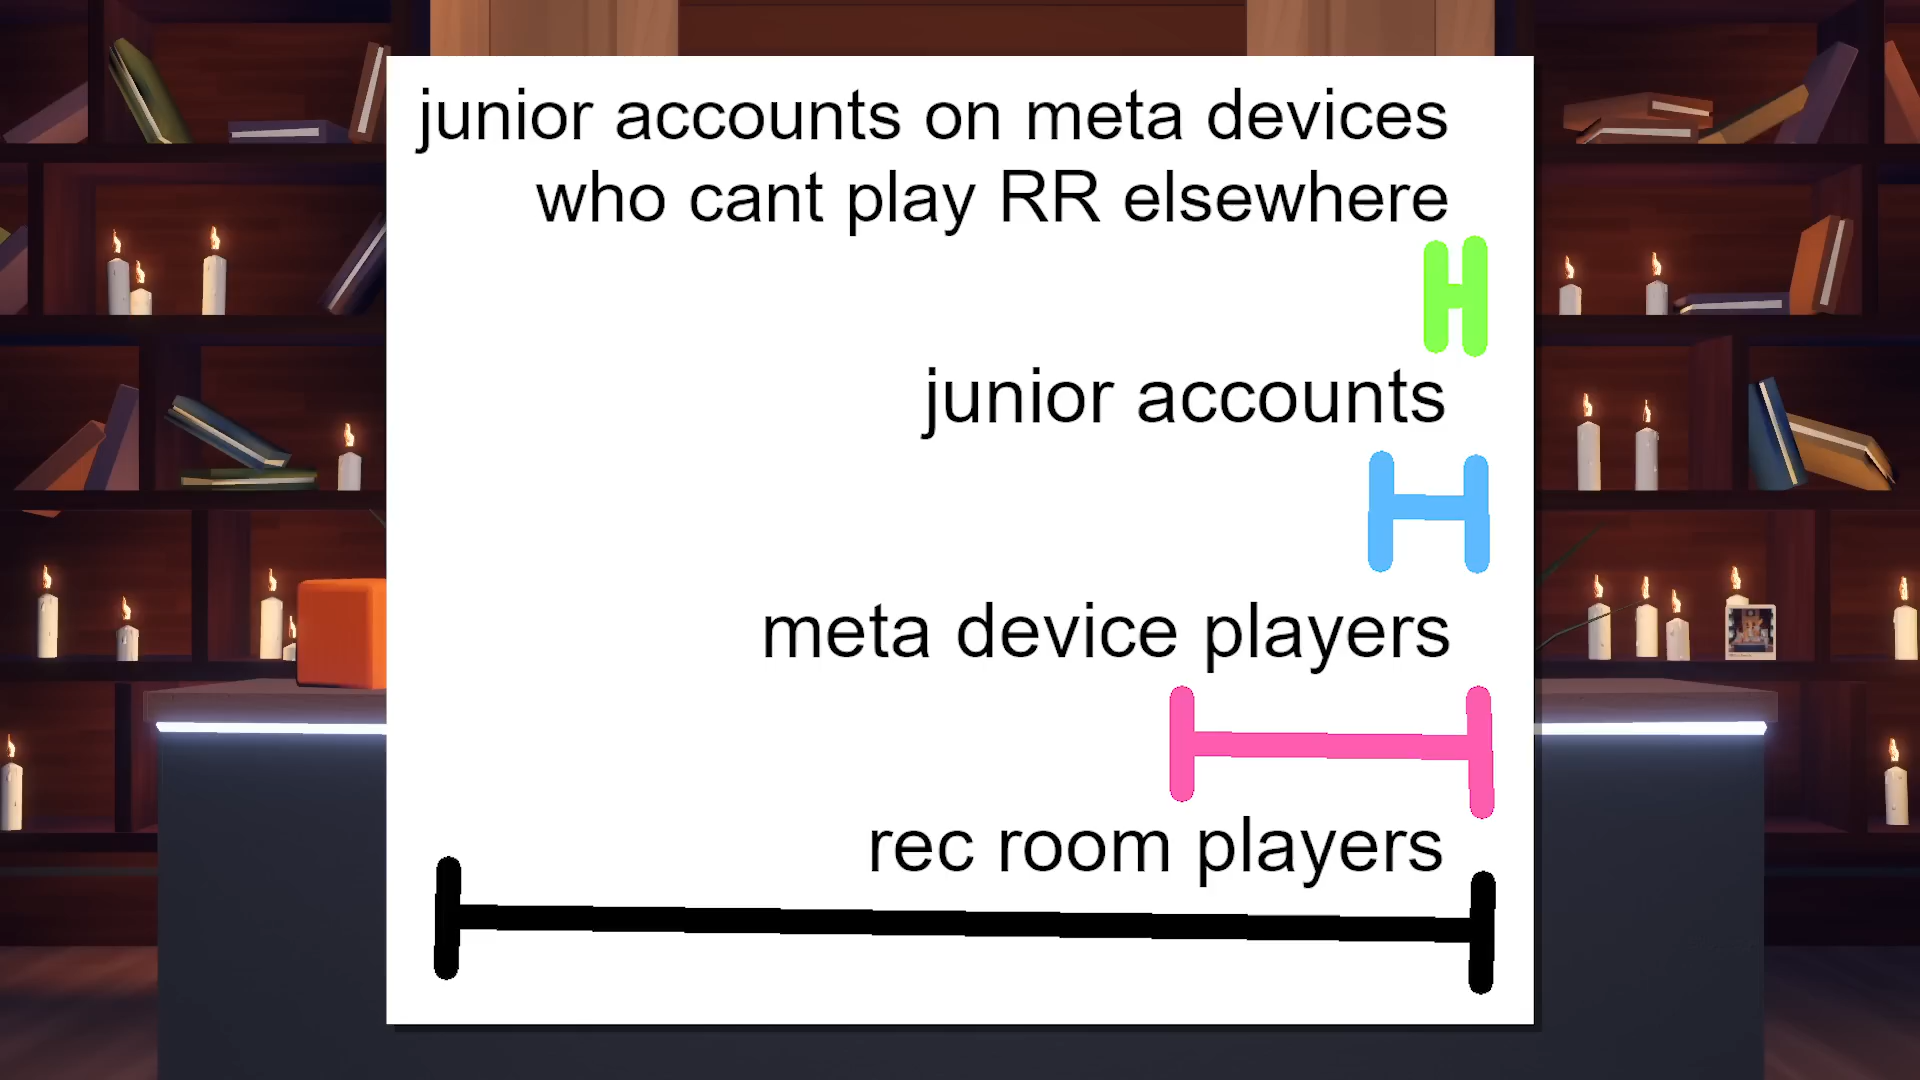 junior accounts on meta devices
who cant play RR elsewhere
junior accounts
meta device players
rec room players